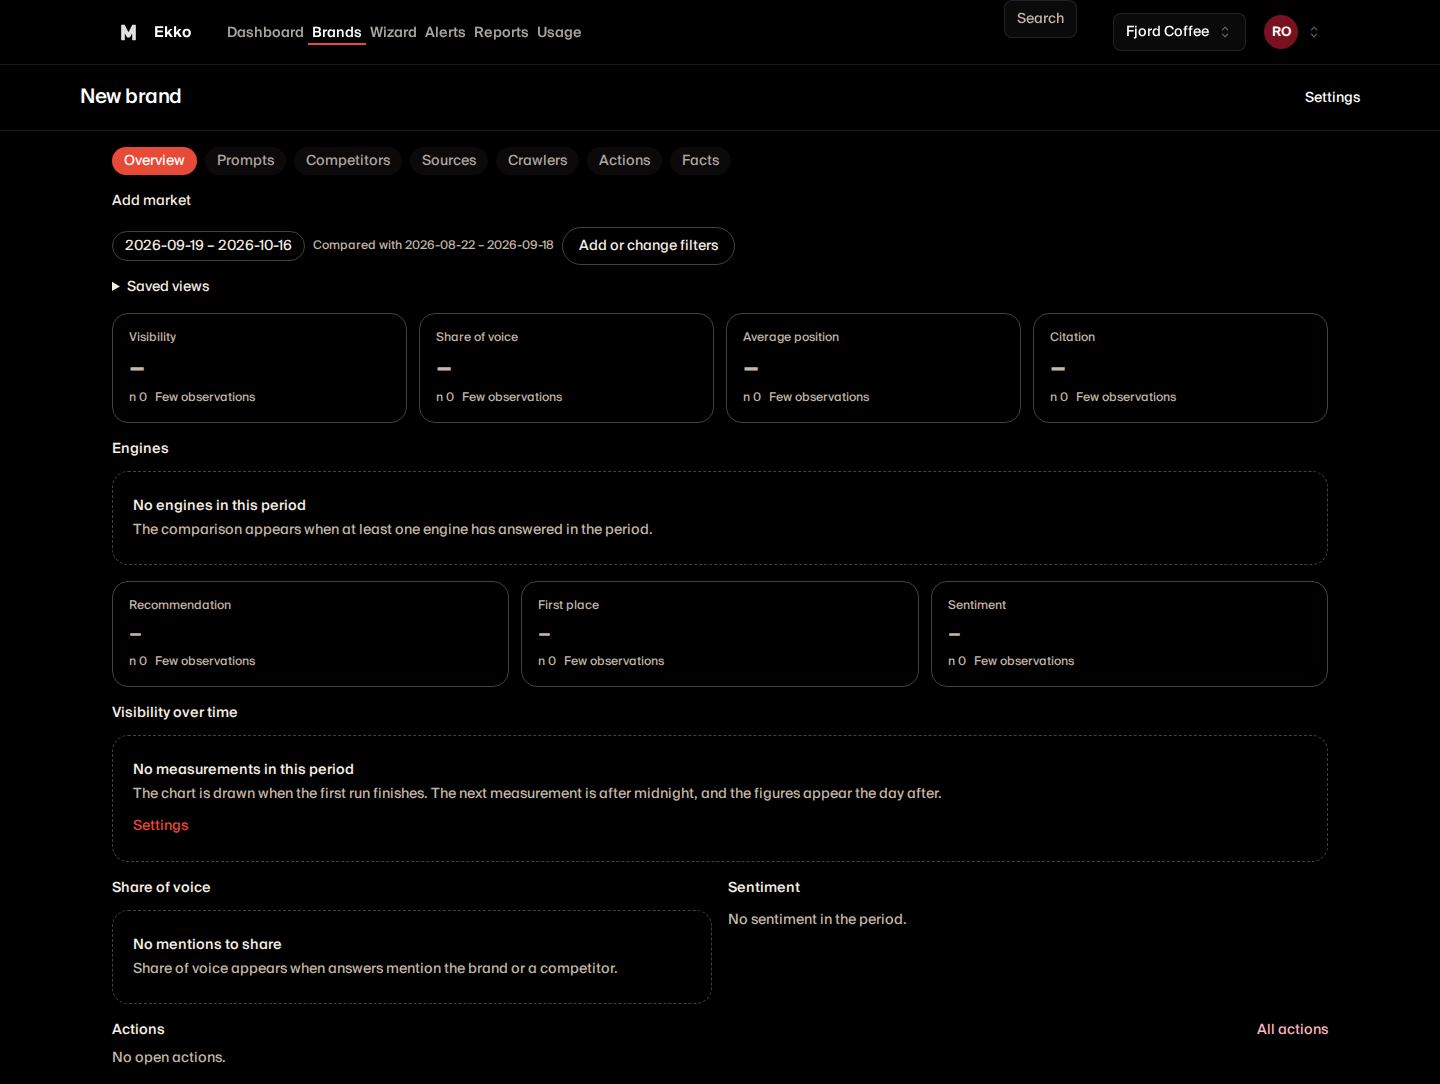 M Ekko Dashboard Brands Wizard Alerts Reports Usage Search Fjord Coffee RO
New brand Settings
Overview Prompts Competitors Sources Crawlers Actions Facts
Add market
2026-09-19 – 2026-10-16 Compared with 2026-08-22 – 2026-09-18 Add or change filters
Saved views
Visibility Share of voice Average position Citation
– – – –
n 0 Few observations n 0 Few observations n 0 Few observations n 0 Few observations
Engines
No engines in this period
The comparison appears when at least one engine has answered in the period.
Recommendation First place Sentiment
– – –
n 0 Few observations n 0 Few observations n 0 Few observations
Visibility over time
No measurements in this period
The chart is drawn when the first run finishes. The next measurement is after midnight, and the figures appear the day after.
Settings
Share of voice Sentiment
No sentiment in the period.
No mentions to share
Share of voice appears when answers mention the brand or a competitor.
Actions All actions
No open actions.